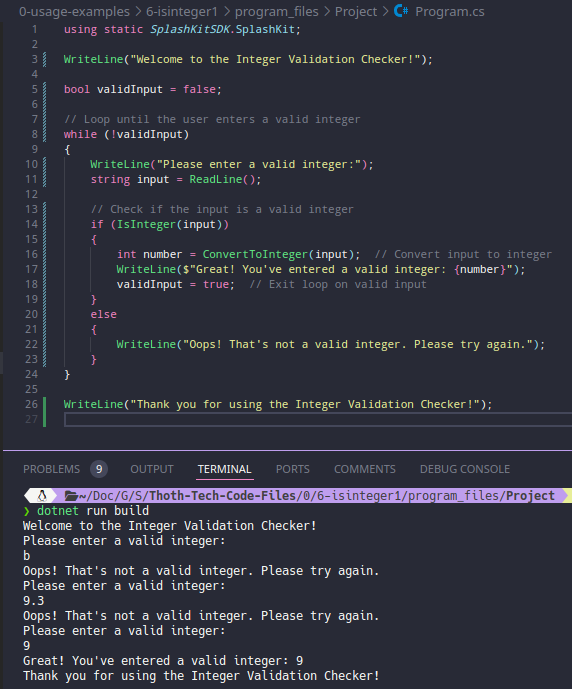 0-usage-examples > 6-isinteger1 > program_files > Project > C# Program.cs
1 using static SplashKitSDK.SplashKit;
2
3 WriteLine("Welcome to the Integer Validation Checker!");
4
5 bool validInput = false;
6
7 // Loop until the user enters a valid integer
8 while (!validInput)
9 {
10 WriteLine("Please enter a valid integer:");
11 string input = ReadLine();
12
13 // Check if the input is a valid integer
14 if (IsInteger(input))
15 {
16 int number = ConvertToInteger(input); // Convert input to integer
17 WriteLine($"Great! You've entered a valid integer: {number}");
18 validInput = true; // Exit loop on valid input
19 }
20 else
21 {
22 WriteLine("Oops! That's not a valid integer. Please try again.");
23 }
24 }
25
26 WriteLine("Thank you for using the Integer Validation Checker!");
27
PROBLEMS 9 OUTPUT TERMINAL PORTS COMMENTS DEBUG CONSOLE
~/Doc/G/S/Thoth-Tech-Code-Files/0/6-isinteger1/program_files/Project
❯ dotnet run build
Welcome to the Integer Validation Checker!
Please enter a valid integer:
b
Oops! That's not a valid integer. Please try again.
Please enter a valid integer:
9.3
Oops! That's not a valid integer. Please try again.
Please enter a valid integer:
9
Great! You've entered a valid integer: 9
Thank you for using the Integer Validation Checker!